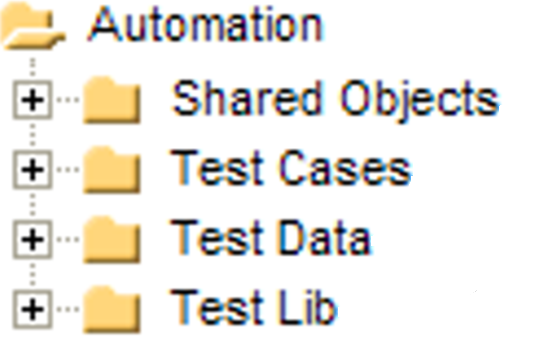 Automation
Shared Objects
Test Cases
Test Data
Test Lib